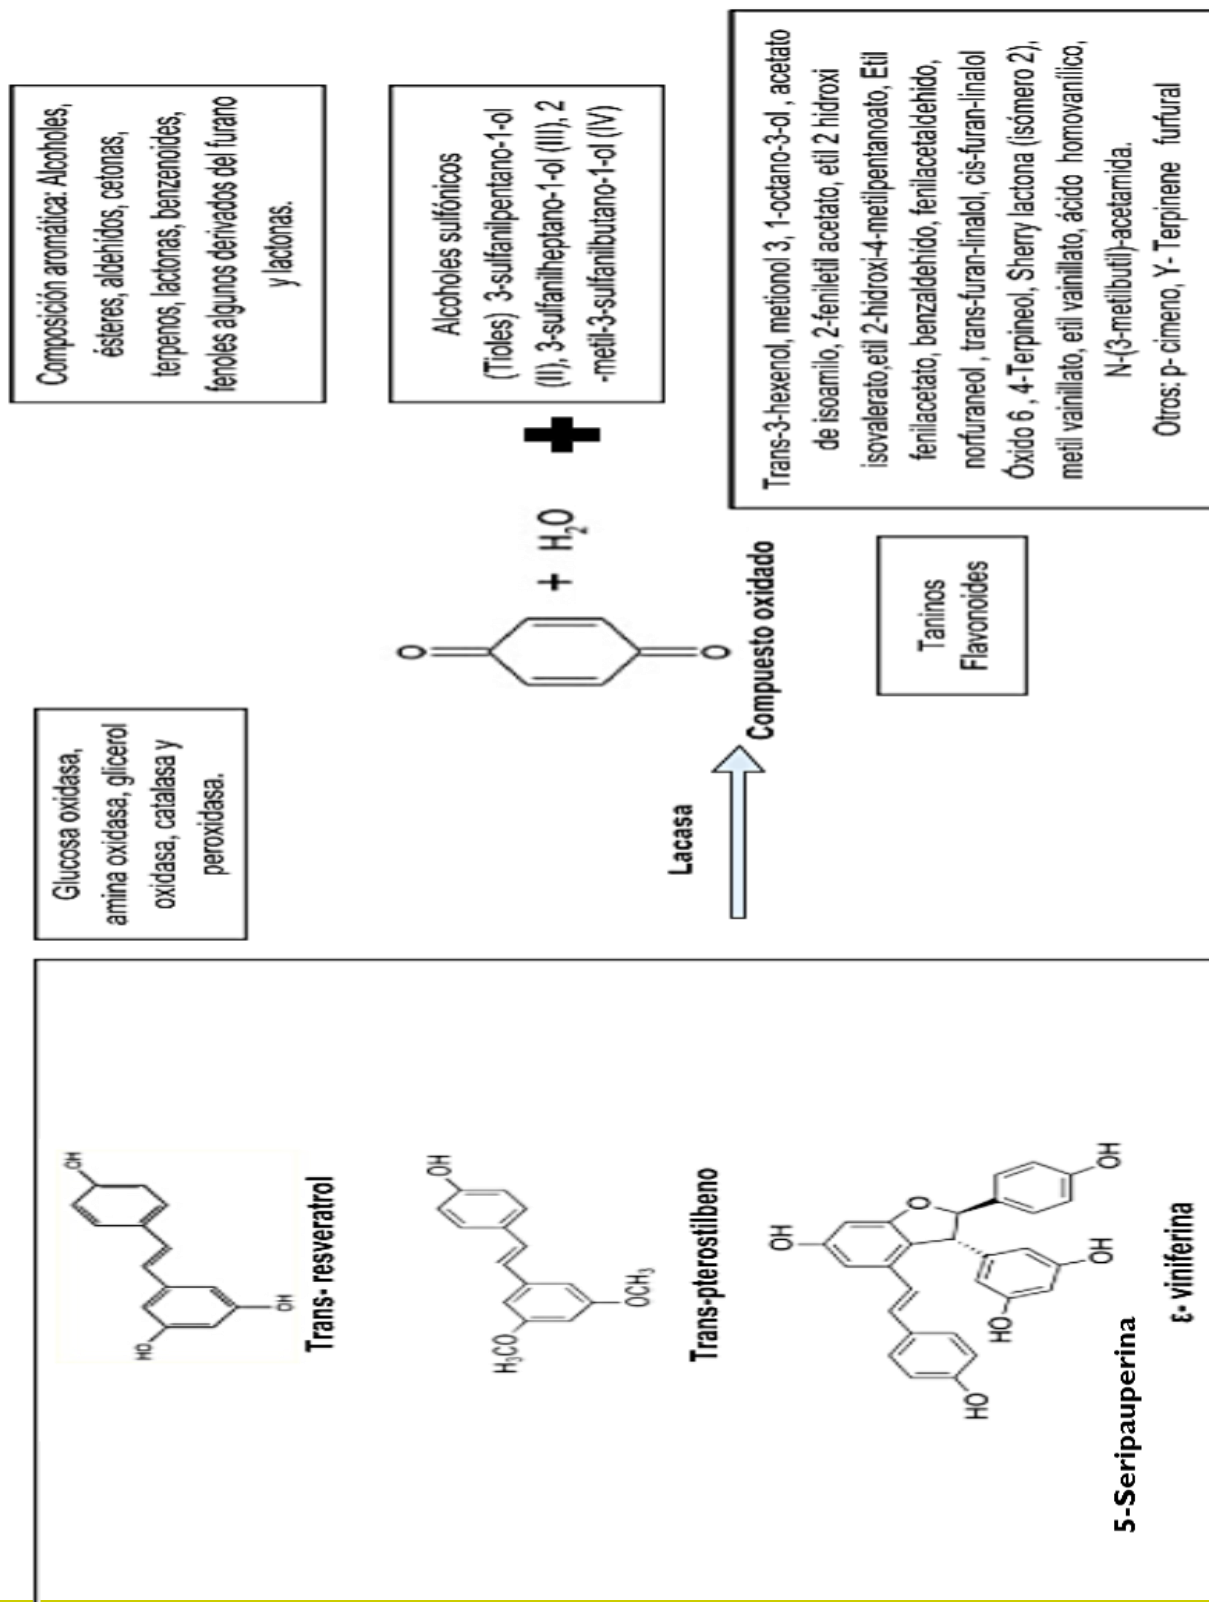 HO
OH
OH
Trans- resveratrol
H₃CO
OH
OCH₃
Trans-pterostilbeno
HO
OH
O
HO
OH
OH
5-Seripauperina
ε- viniferina
Glucosa oxidasa,
amina oxidasa, glicerol
oxidasa, catalasa y
peroxidasa.
Lacasa
O
O
+ H₂O
Compuesto oxidado
Taninos
Flavonoides
Composición aromática: Alcoholes,
ésteres, aldehídos, cetonas,
terpenos, lactonas, benzenoides,
fenoles algunos derivados del furano
y lactonas.
Alcoholes sulfónicos
(Tioles) 3-sulfanilpentano-1-ol
(II), 3-sulfanilheptano-1-ol (III), 2
-metil-3-sulfanilbutano-1-ol (IV)
Trans-3-hexenol, metionol 3, 1-octano-3-ol , acetato
de isoamilo, 2-feniletil acetato, etil 2 hidroxi
isovalerato,etil 2-hidroxi-4-metilpentanoato, Etil
fenilacetato, benzaldehido, fenilacetaldehido,
norfuraneol , trans-furan-linalol, cis-furan-linalol
Óxido 6 , 4-Terpineol, Sherry lactona (isómero 2),
metil vainillato, etil vainillato, ácido homovanílico,
N-(3-metilbutil)-acetamida.
Otros: p- cimeno, Y- Terpinene furfural